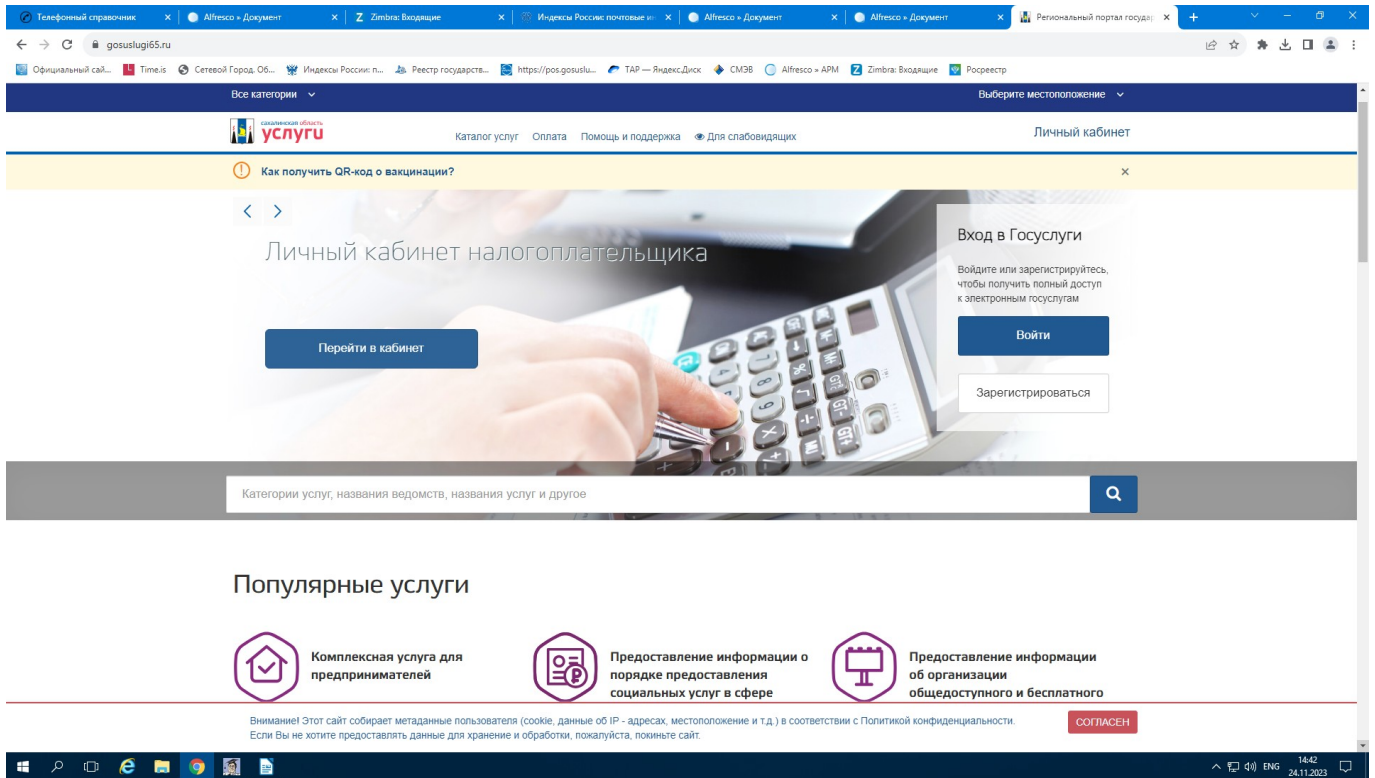 Телефонный справочник
Alfresco » Документ
Zimbra: Входящие
Индексы России: почтовые ин
Alfresco » Документ
Alfresco » Документ
Региональный портал государ
gosuslugi65.ru
Официальный сай...
Time.is
Сетевой Город. Об...
Индексы России: п...
Реестр государств...
https://pos.gosuslu...
ТАР — Яндекс.Диск
СМЭВ
Alfresco » АРМ
Zimbra: Входящие
Росреестр
Все категории
Выберите местоположение
сахалинская область
услуги
Каталог услуг
Оплата
Помощь и поддержка
Для слабовидящих
Личный кабинет
Как получить QR-код о вакцинации?
Личный кабинет налогоплательщика
Перейти в кабинет
Вход в Госуслуги
Войдите или зарегистрируйтесь,
чтобы получить полный доступ
к электронным госуслугам
Войти
Зарегистрироваться
Категории услуг, названия ведомств, названия услуг и другое
Популярные услуги
Комплексная услуга для
предпринимателей
Предоставление информации о
порядке предоставления
социальных услуг в сфере
Предоставление информации
об организации
общедоступного и бесплатного
Внимание! Этот сайт собирает метаданные пользователя (cookie, данные об IP - адресах, местоположение и т.д.) в соответствии с Политикой конфиденциальности.
Если Вы не хотите предоставлять данные для хранение и обработки, пожалуйста, покиньте сайт.
СОГЛАСЕН
ENG
14:42
24.11.2023